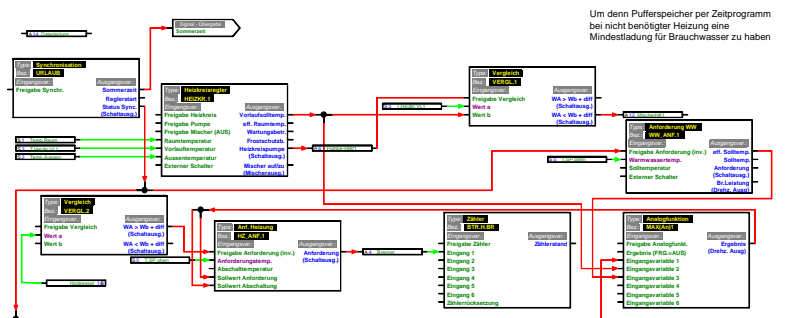 Um denn Pufferspeicher per Zeitprogramm
bei nicht benötigter Heizung eine
Mindestladung für Brauchwasser zu haben
Signal - Übergabe
Sommerzeit
A:14 Dateneingang
Type: Synchronisation
Bez.: URLAUB
Eingangsvar.: Ausgangsvar.:
Freigabe Synchr. Sommerzeit
Reglerstart
Status Sync.
(Schaltausg.)
Type: Heizkreisregler
Bez.: HEIZKR.1
Eingangsvar.: Ausgangsvar.:
Freigabe Heizkreis Vorlaufsolltemp.
Freigabe Pumpe eff. Raumtemp.
Freigabe Mischer (AUS) Wartungsbetr.
Raumtemperatur Frostschutzb.
Vorlauftemperatur Heizkreispumpe
Aussentemperatur (Schaltausg.)
Externer Schalter Mischer auf/zu
(Mischerausg.)
Type: Vergleich
Bez.: VERGL.1
Eingangsvar.: Ausgangsvar.:
Freigabe Vergleich WA > Wb + diff
Wert a (Schaltausg.)
Wert b WA < Wb + diff
(Schaltausg.)
Type: Anforderung WW
Bez.: WW_ANF.1
Eingangsvar.: Ausgangsvar.:
Freigabe Anforderung (inv.) eff. Solltemp.
Warmwassertemp. Solltemp.
Solltemperatur Anforderung
Externer Schalter (Schaltausg.)
Br.Leistung
(Drehz. Ausg)
Type: Vergleich
Bez.: VERGL.2
Eingangsvar.: Ausgangsvar.:
Freigabe Vergleich WA > Wb + diff
Wert a (Schaltausg.)
Wert b WA < Wb + diff
(Schaltausg.)
Type: Anf. Heizung
Bez.: HZ_ANF.1
Eingangsvar.: Ausgangsvar.:
Freigabe Anforderung (inv.) Anforderung
Anforderungstemp. (Schaltausg.)
Abschalttemperatur
Sollwert Anforderung
Sollwert Abschaltung
Type: Zähler
Bez.: BTR.H.BR
Eingangsvar.: Ausgangsvar.:
Freigabe Zähler Zählerstand
Eingang 1
Eingang 2
Eingang 3
Eingang 4
Eingang 5
Eingang 6
Zählerrücksetzung
Type: Analogfunktion
Bez.: MAX(An)1
Eingangsvar.: Ausgangsvar.:
Freigabe Analogfunkt. Ergebnis
Ergebnis (FRG.=AUS) (Drehz. Ausg)
Eingangsvariable 1
Eingangsvariable 2
Eingangsvariable 3
Eingangsvariable 4
Eingangsvariable 5
Eingangsvariable 6